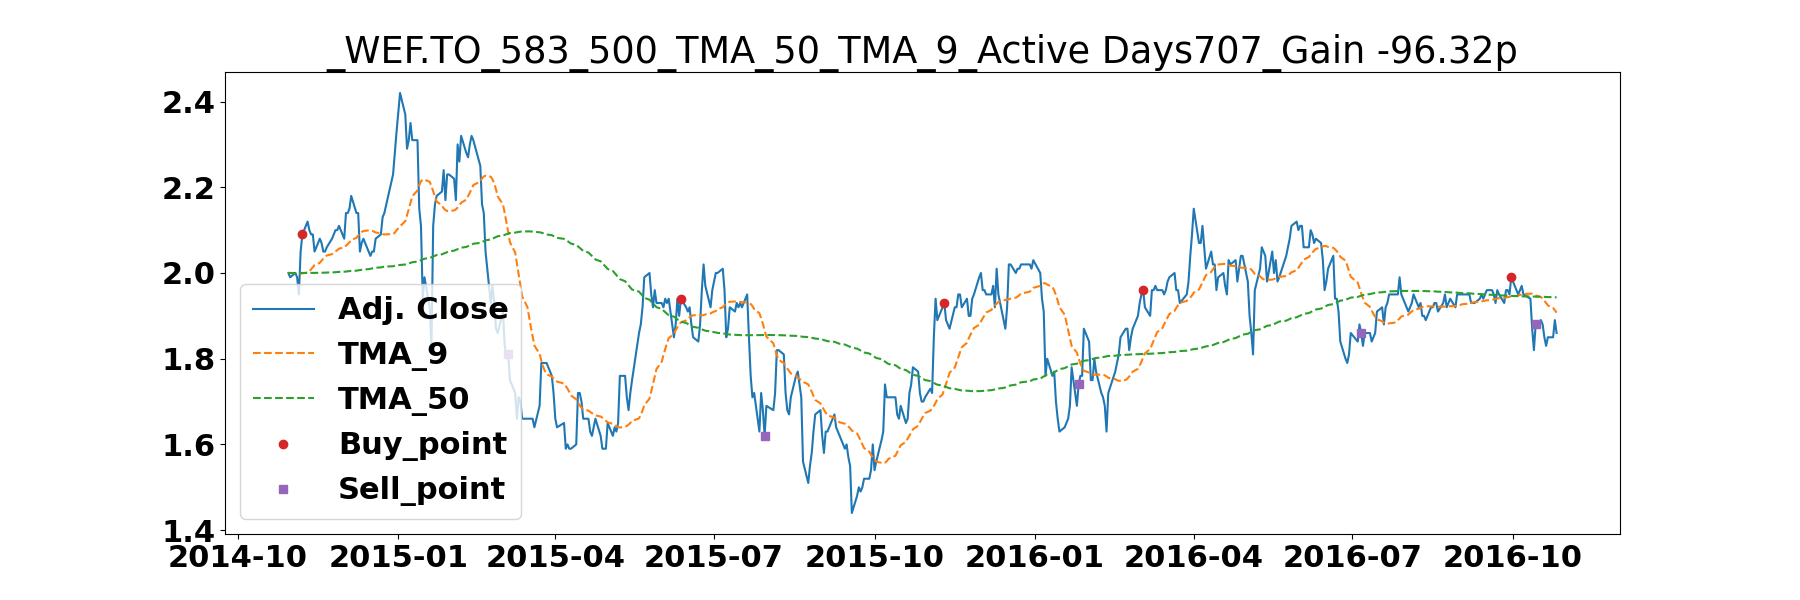 _WEF.TO_583_500_TMA_50_TMA_9_Active Days707_Gain -96.32p
2.4
2.2
2.0
1.8
1.6
1.4
Adj. Close
TMA_9
TMA_50
Buy_point
Sell_point
2014-10 2015-01 2015-04 2015-07 2015-10 2016-01 2016-04 2016-07 2016-10